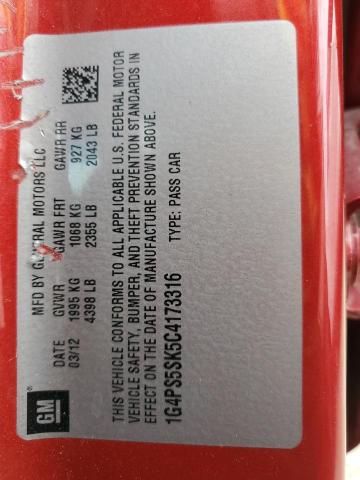 GM
MFD BY GENERAL MOTORS LLC
DATE GVWR GAWR FRT GAWR RR
03/12 1995 KG 1068 KG 927 KG
4398 LB 2355 LB 2043 LB
THIS VEHICLE CONFORMS TO ALL APPLICABLE U.S. FEDERAL MOTOR
VEHICLE SAFETY, BUMPER, AND THEFT PREVENTION STANDARDS IN
EFFECT ON THE DATE OF MANUFACTURE SHOWN ABOVE.
1G4PS5SK5C4173316 TYPE: PASS CAR